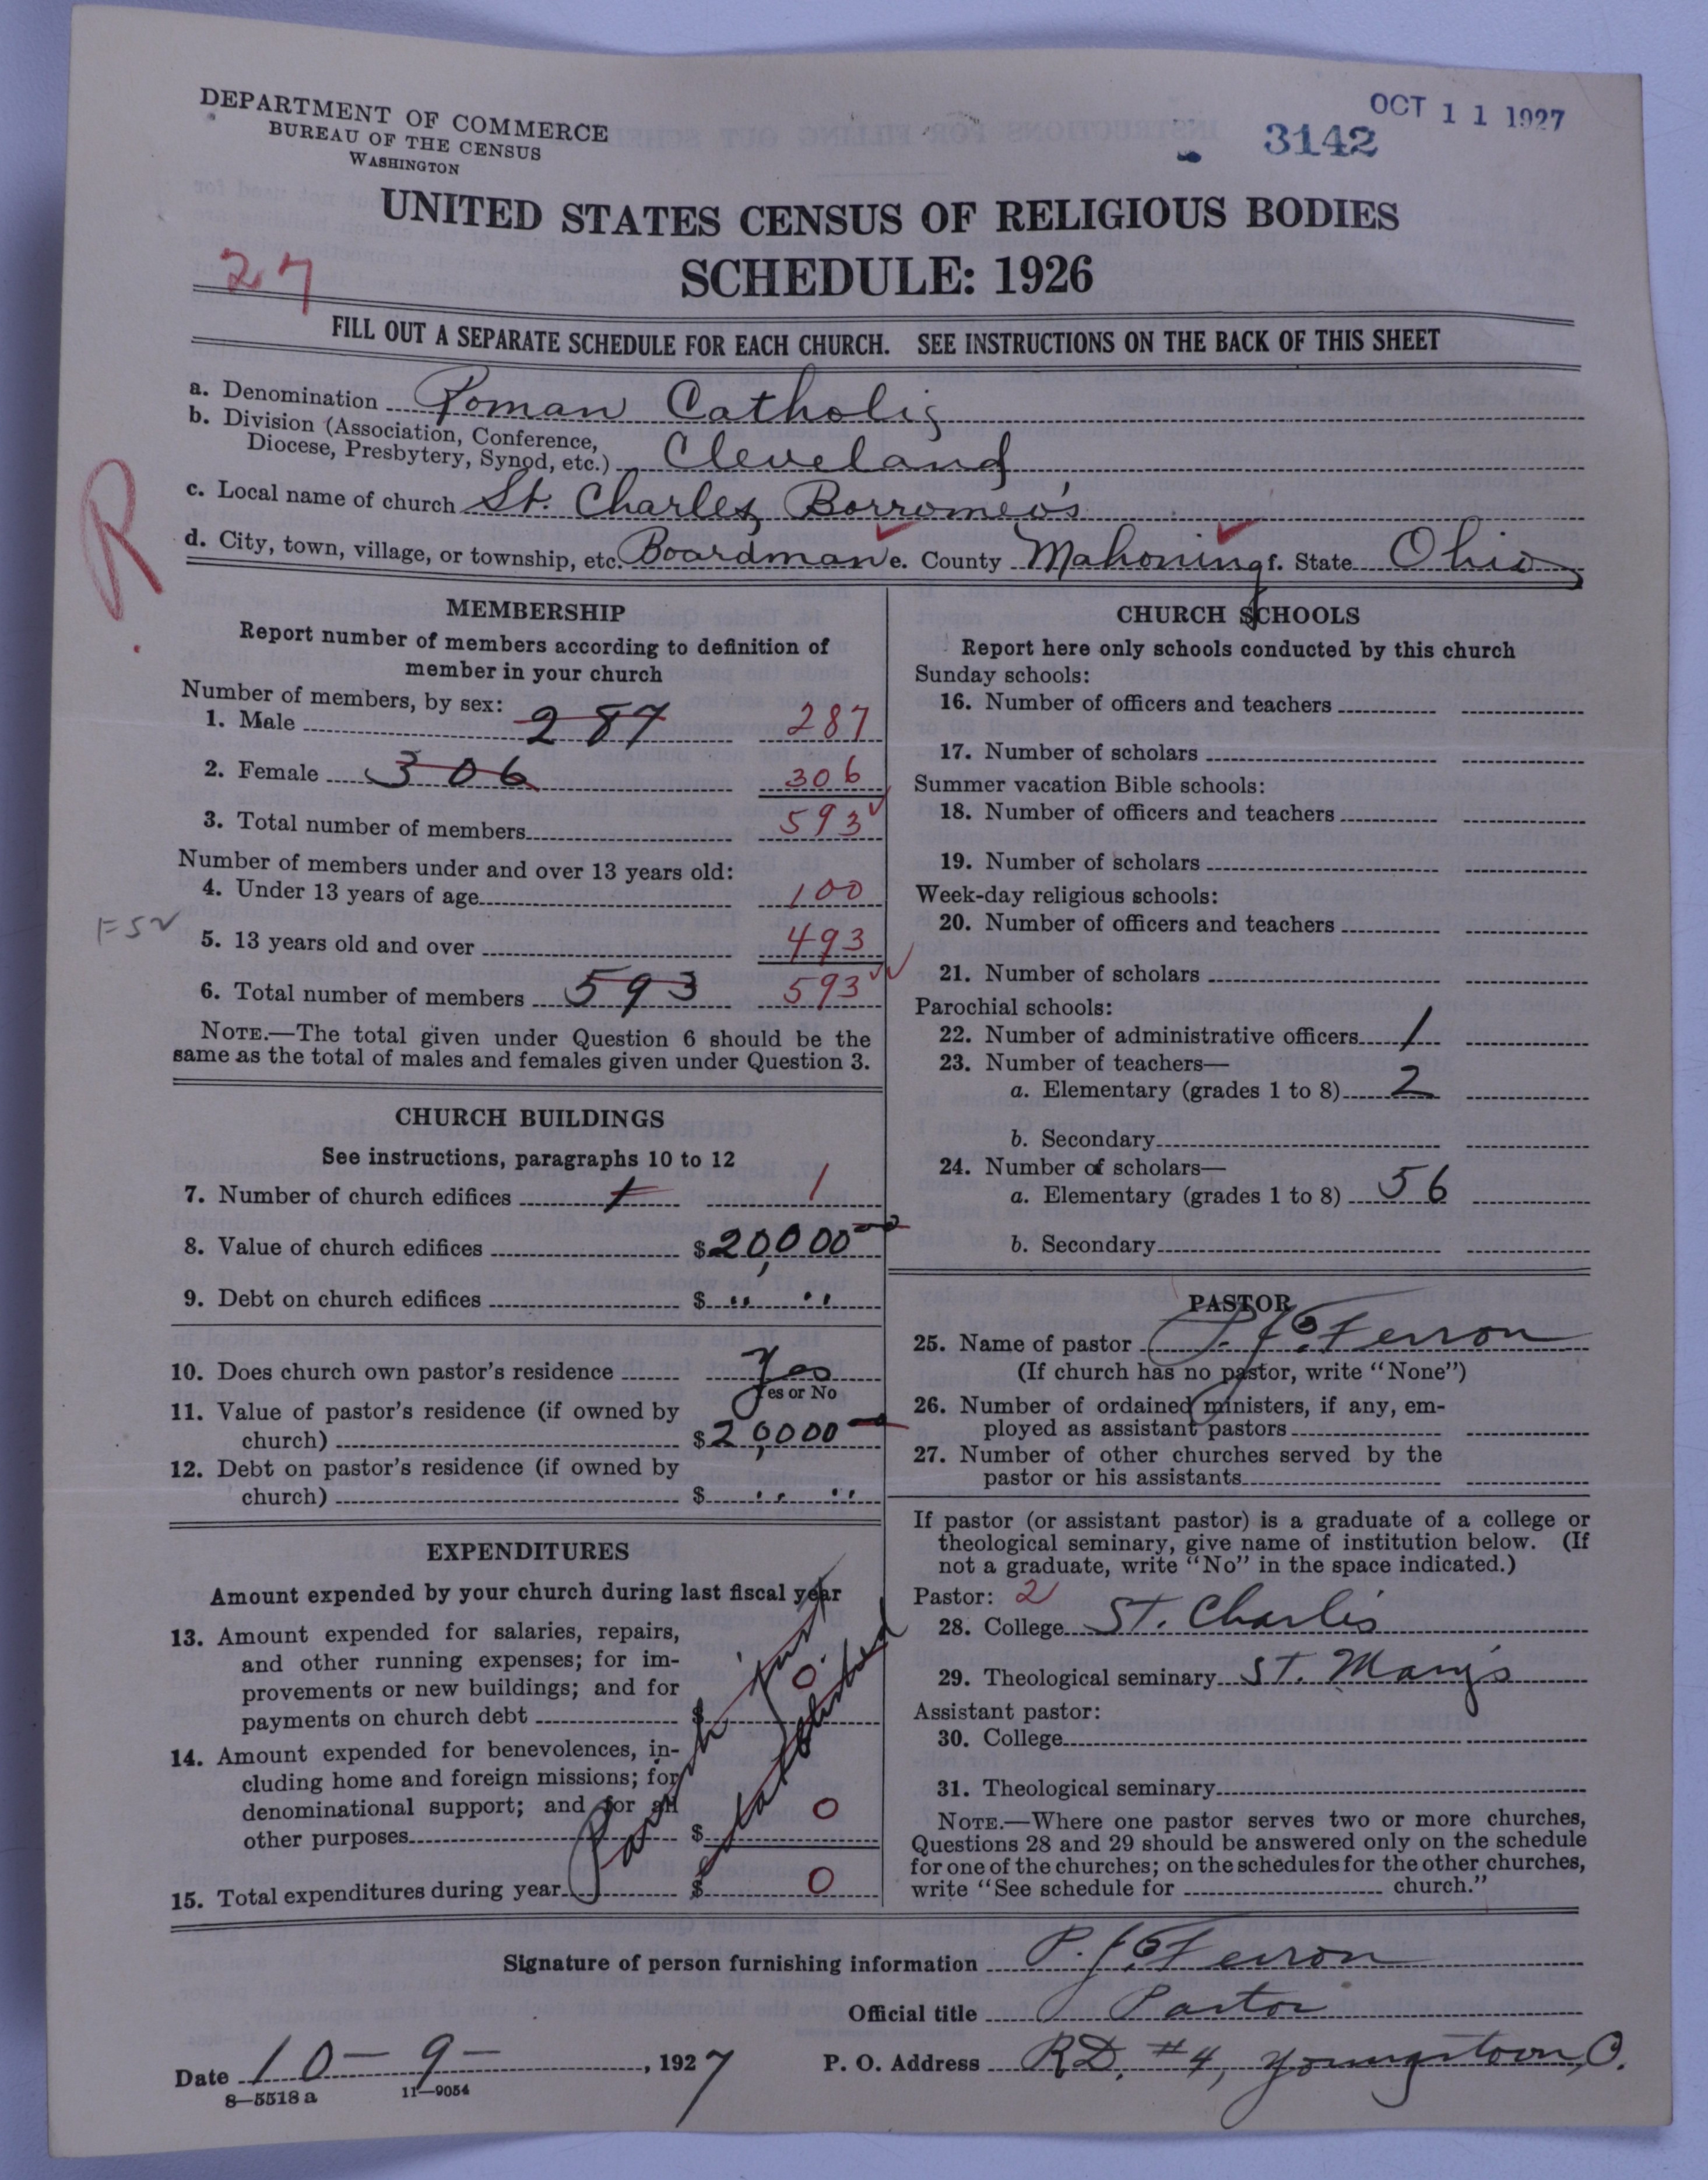 DEPARTMENT OF COMMERCE
BUREAU OF THE CENSUS
WASHINGTON
OCT 11 1927
3142
UNITED STATES CENSUS OF RELIGIOUS BODIES
SCHEDULE: 1926
27
FILL OUT A SEPARATE SCHEDULE FOR EACH CHURCH. SEE INSTRUCTIONS ON THE BACK OF THIS SHEET
a. Denomination Roman Catholic
b. Division (Association, Conference,
Diocese, Presbytery, Synod, etc.) Cleveland
c. Local name of church St. Charles Borromeo's
d. City, town, village, or township, etc. Boardman e. County Mahoning f. State Ohio
R
MEMBERSHIP
Report number of members according to definition of
member in your church
Number of members, by sex:
1. Male 287 287
2. Female 306 306
3. Total number of members 593
Number of members under and over 13 years old:
4. Under 13 years of age 100
5. 13 years old and over 493
6. Total number of members 593 593
NOTE.—The total given under Question 6 should be the
same as the total of males and females given under Question 3.
CHURCH BUILDINGS
See instructions, paragraphs 10 to 12
7. Number of church edifices 1 1
8. Value of church edifices $20,000
9. Debt on church edifices $ " "
10. Does church own pastor's residence Yes
Yes or No
11. Value of pastor's residence (if owned by
church) $20,000
12. Debt on pastor's residence (if owned by
church) $ " "
EXPENDITURES
Amount expended by your church during last fiscal year
13. Amount expended for salaries, repairs,
and other running expenses; for im-
provements or new buildings; and for
payments on church debt $ 0
14. Amount expended for benevolences, in-
cluding home and foreign missions; for
denominational support; and for all
other purposes $ 0
15. Total expenditures during year $ 0
Parish just
established
CHURCH SCHOOLS
Report here only schools conducted by this church
Sunday schools:
16. Number of officers and teachers
17. Number of scholars
Summer vacation Bible schools:
18. Number of officers and teachers
19. Number of scholars
Week-day religious schools:
20. Number of officers and teachers
21. Number of scholars
Parochial schools:
22. Number of administrative officers 1
23. Number of teachers—
a. Elementary (grades 1 to 8) 2
b. Secondary
24. Number of scholars—
a. Elementary (grades 1 to 8) 56
b. Secondary
PASTOR
25. Name of pastor P. J. Ferron
(If church has no pastor, write "None")
26. Number of ordained ministers, if any, em-
ployed as assistant pastors
27. Number of other churches served by the
pastor or his assistants
If pastor (or assistant pastor) is a graduate of a college or
theological seminary, give name of institution below. (If
not a graduate, write "No" in the space indicated.)
Pastor: 2
28. College St. Charles
29. Theological seminary St. Mary's
Assistant pastor:
30. College
31. Theological seminary
NOTE.—Where one pastor serves two or more churches,
Questions 28 and 29 should be answered only on the schedule
for one of the churches; on the schedules for the other churches,
write "See schedule for church."
Signature of person furnishing information P. J. Ferron
Official title Pastor
Date 10-9-, 1927 P. O. Address RD. #4, Youngstown, O.
8—5518 a 11—9054